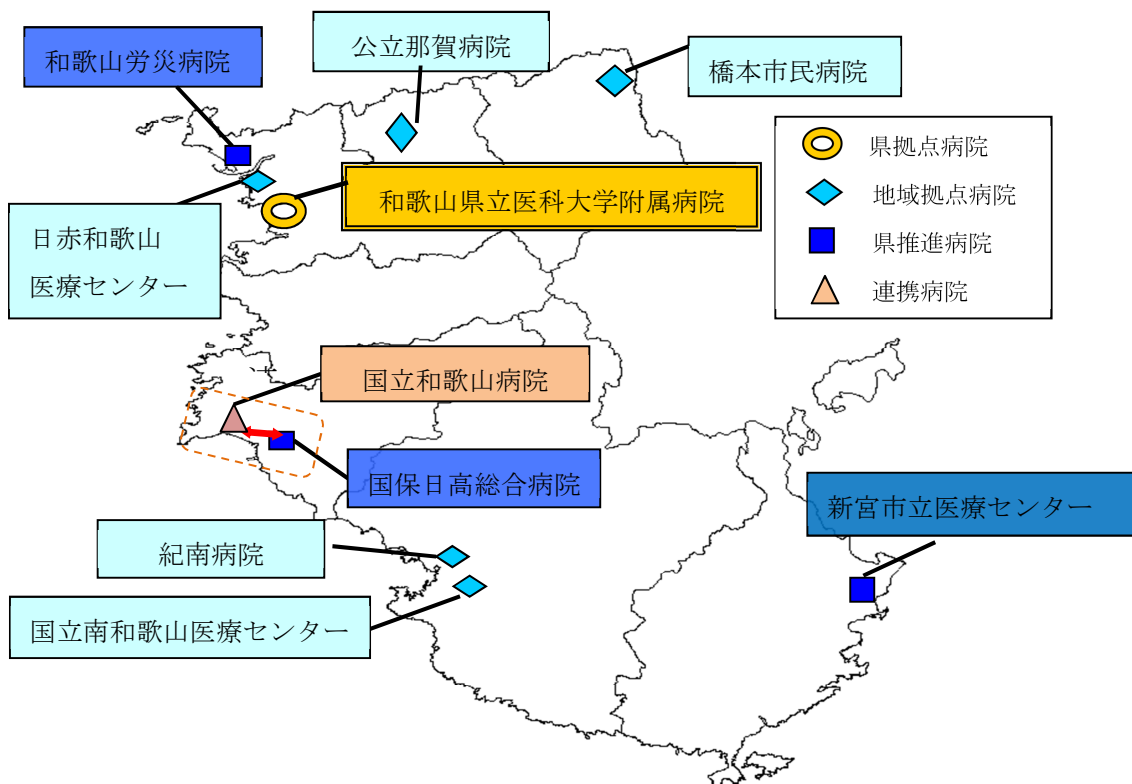 公立那賀病院
和歌山労災病院
橋本市民病院
県拠点病院
地域拠点病院
県推進病院
連携病院
和歌山県立医科大学附属病院
日赤和歌山
医療センター
国立和歌山病院
国保日高総合病院
新宮市立医療センター
紀南病院
国立南和歌山医療センター